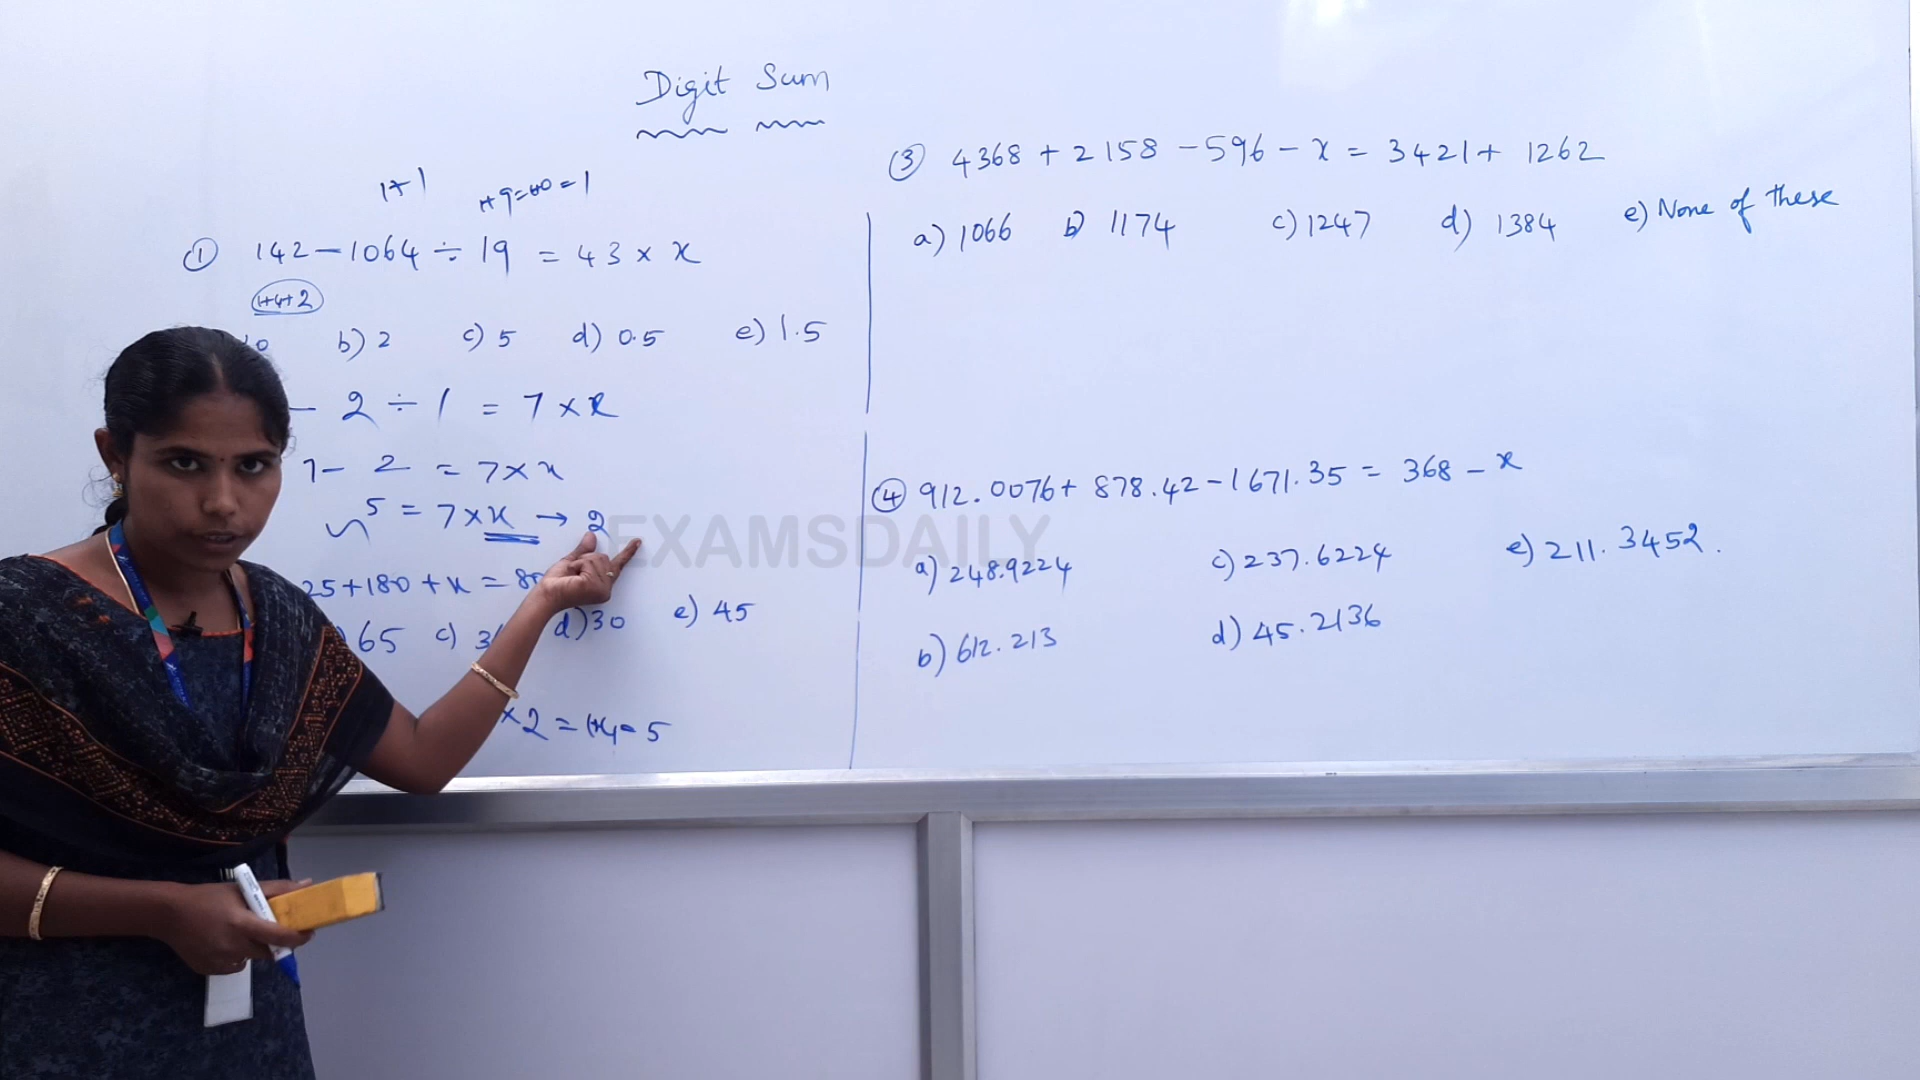 Digit Sum
1+1
1+9=10=1
① 142 – 1064 ÷ 19 = 43 × x
1+4+2
b) 2 c) 5 d) 0.5 e) 1.5
– 2 ÷ 1 = 7 × x
7 – 2 = 7 × x
5 = 7 × x → 2
25 + 180 + x =
65 c) d) 30 e) 45
× 2 = 1+4 = 5
③ 4368 + 2158 – 596 – x = 3421 + 1262
a) 1066 b) 1174 c) 1247 d) 1384 e) None of these
④ 912.0076 + 878.42 – 1671.35 = 368 – x
a) 248.9224 c) 237.6224 e) 211.3452.
b) 612.213 d) 45.2136
EXAMSDAILY